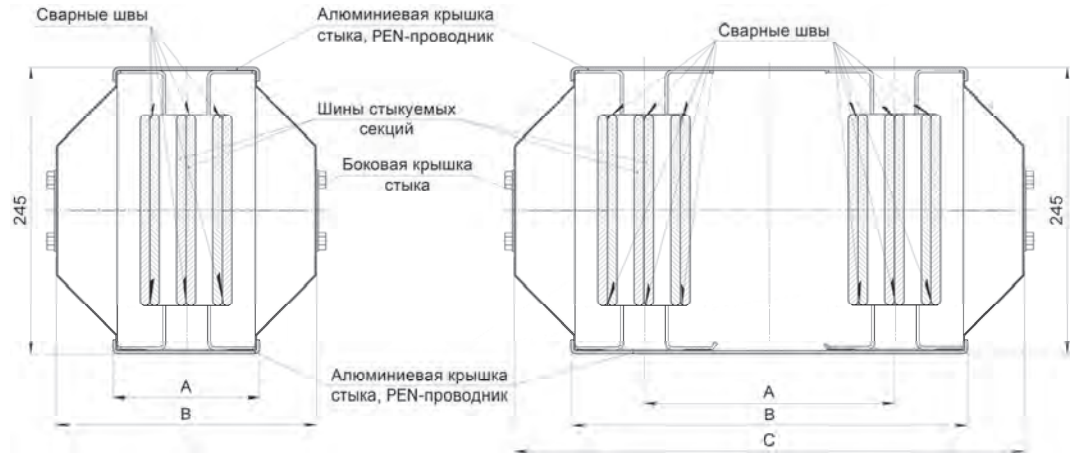 Сварные швы
Алюминиевая крышка
стыка, PEN-проводник
Сварные швы
Шины стыкуемых
секций
Боковая крышка
стыка
245
245
Алюминиевая крышка
стыка, PEN-проводник
A
B
A
B
C